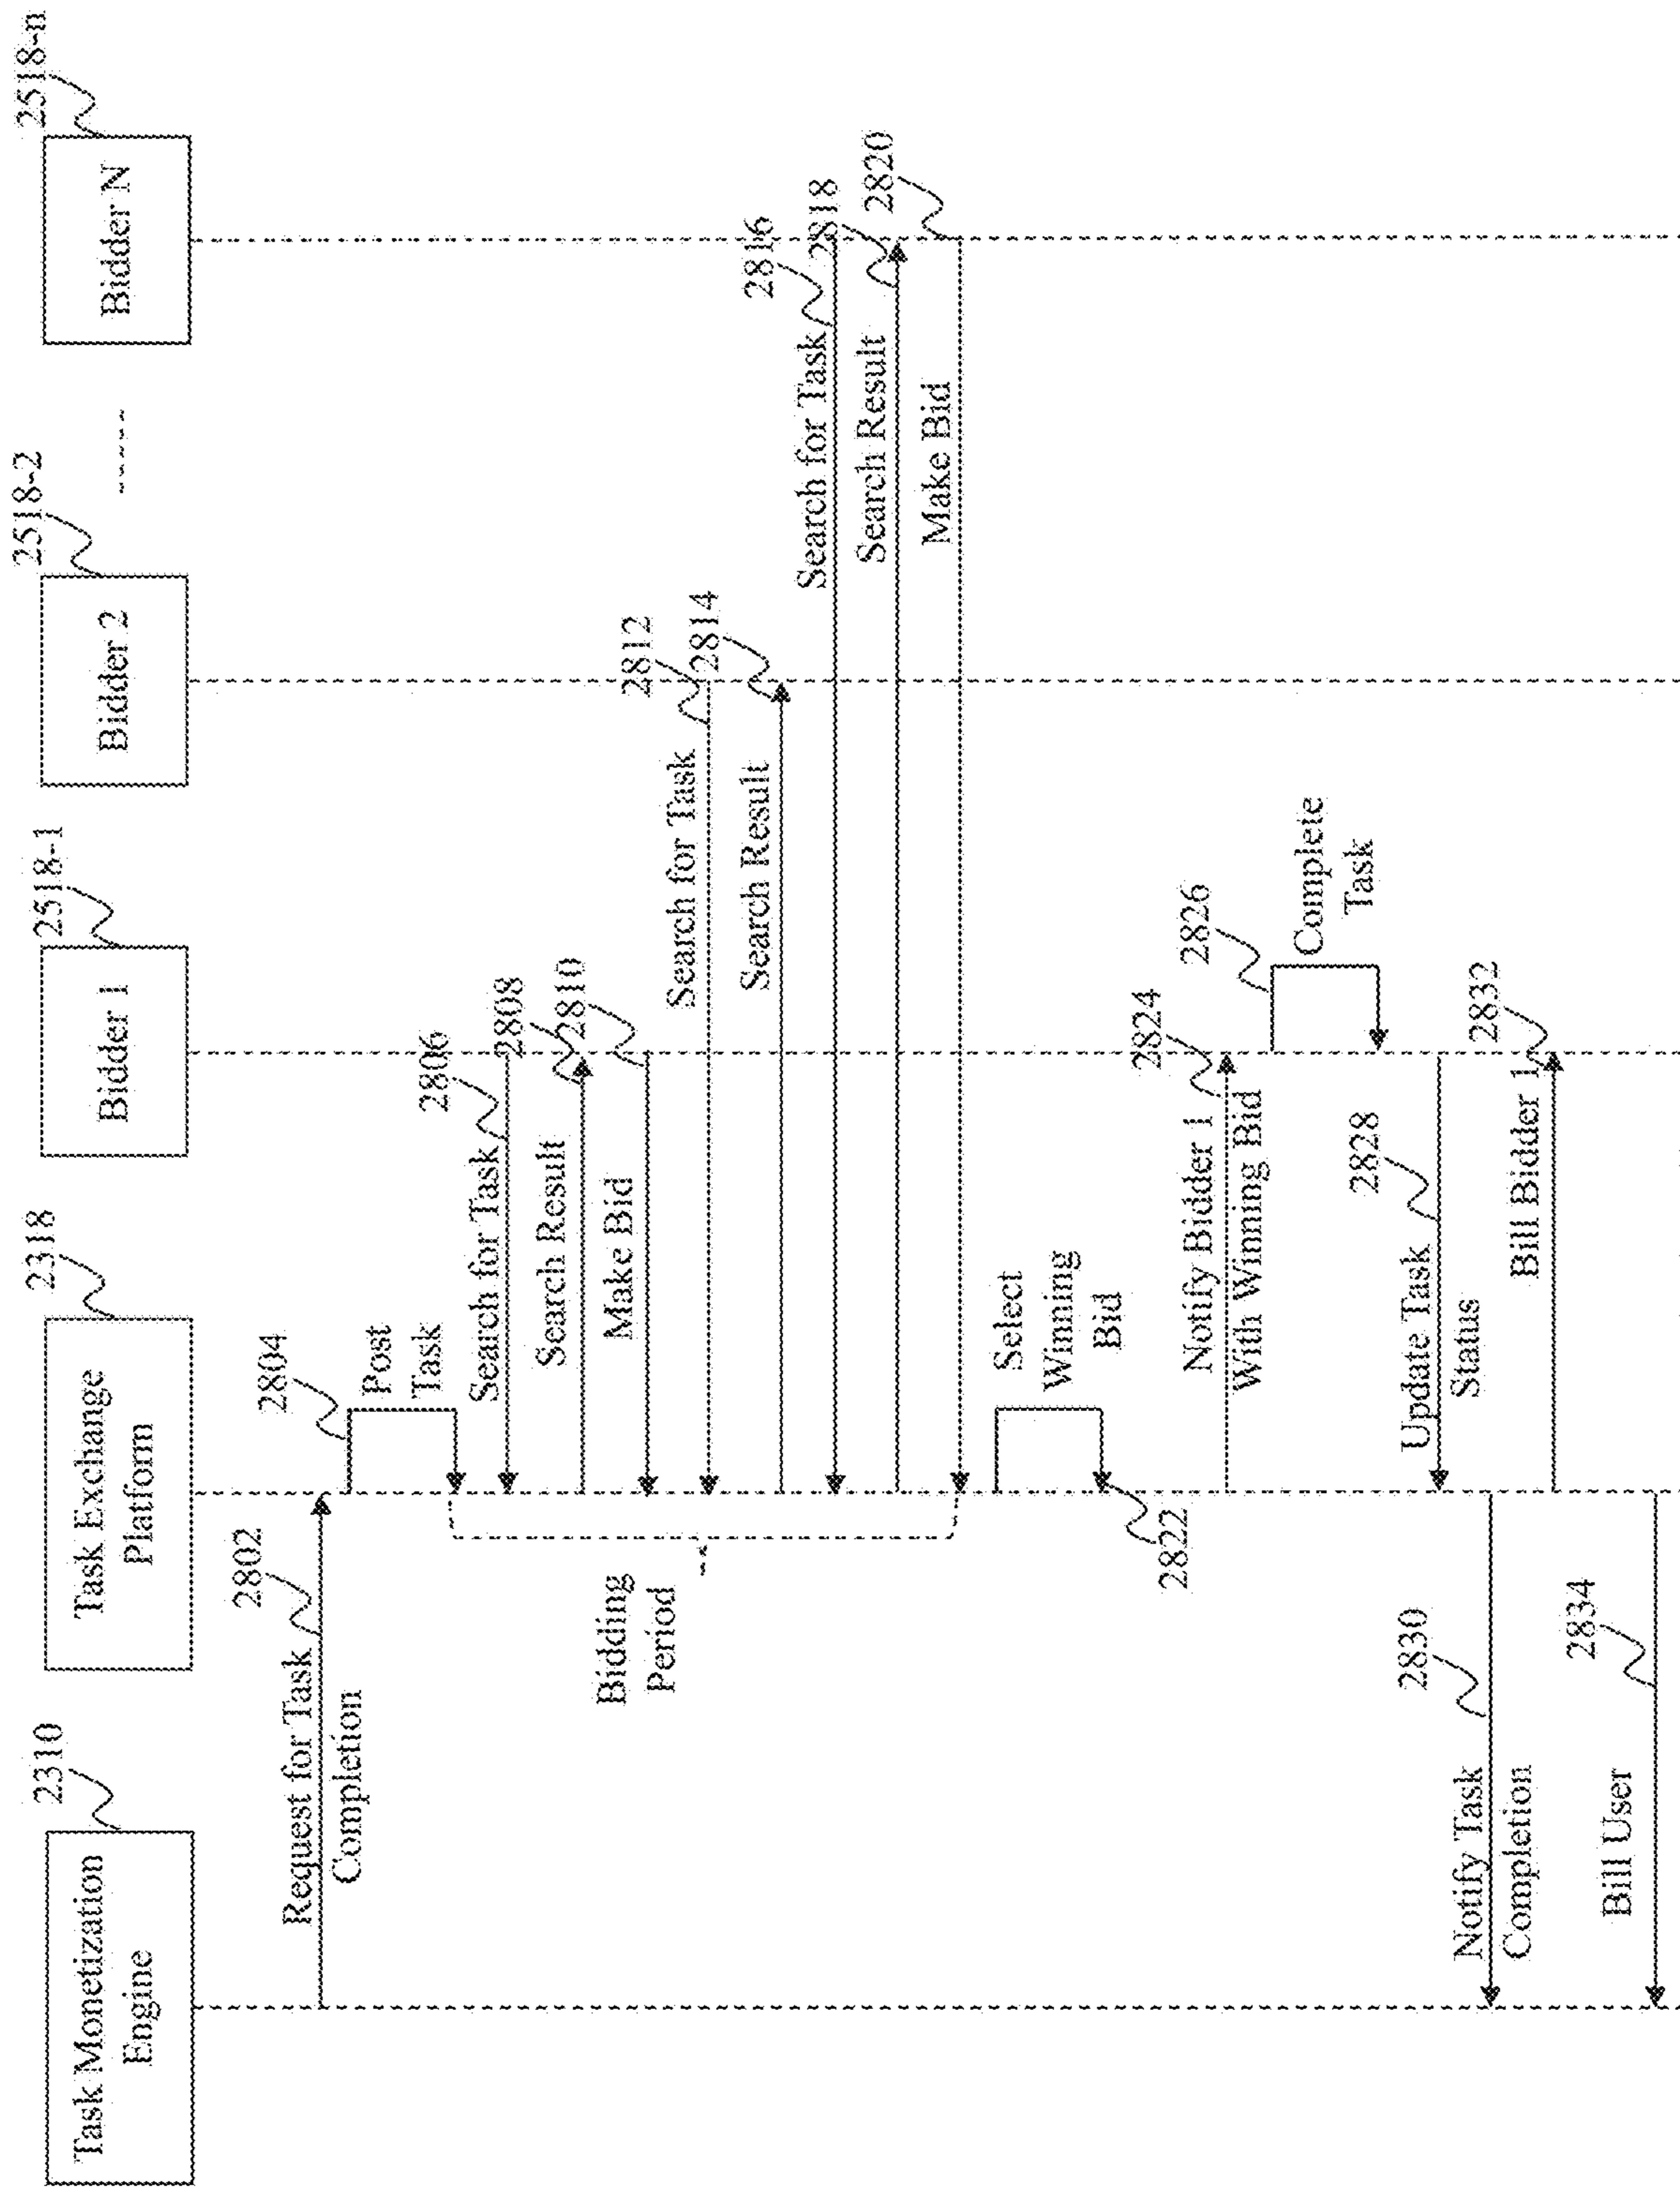 2310
2318
2518-1
2518-2
2518-n
Task Monetization
Engine
Task Exchange
Platform
Bidder 1
Bidder 2
Bidder N
2802
Request for Task
Completion
2804
Post
Task
2806
Search for Task
2808
Search Result
2810
Make Bid
2812
Search for Task
2814
Search Result
2816
Search for Task
2818
Search Result
2820
Make Bid
Bidding
Period
Select
Winning
Bid
2822
2824
Notify Bidder 1
With Winning Bid
2826
Complete
Task
2828
Update Task
Status
2830
Notify Task
Completion
2832
Bill Bidder 1
2834
Bill User